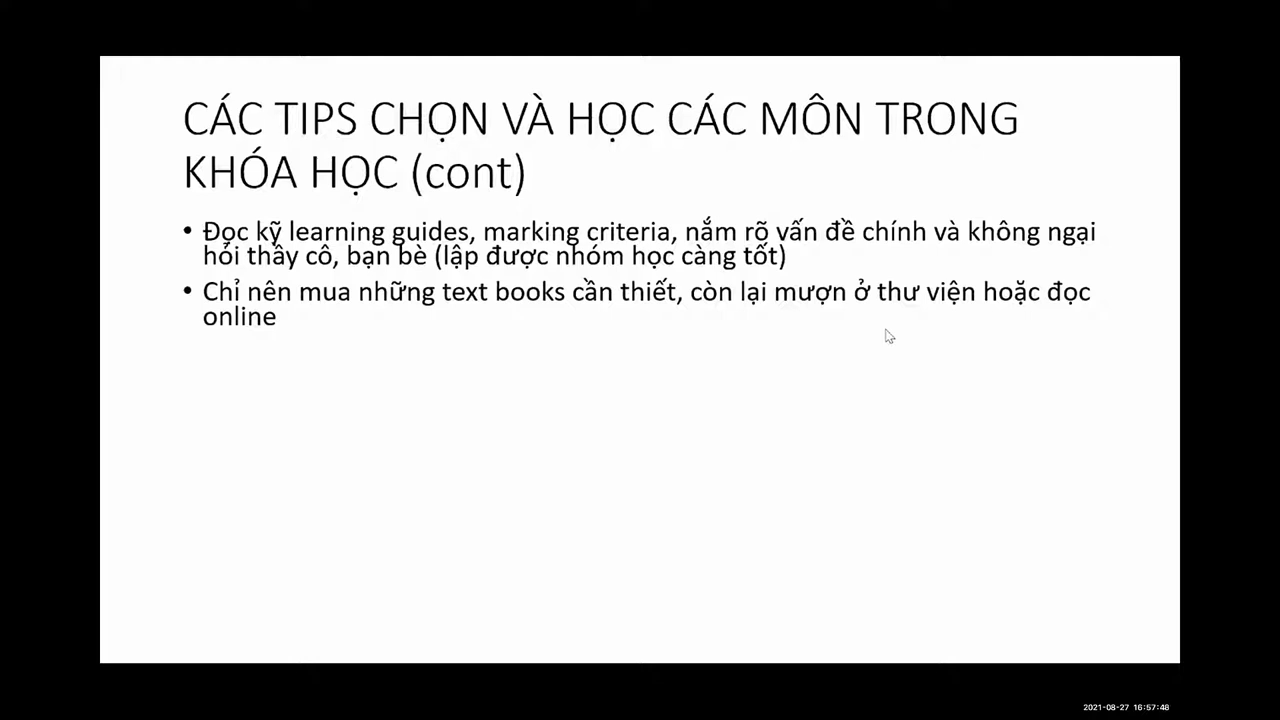 CÁC TIPS CHỌN VÀ HỌC CÁC MÔN TRONG
KHÓA HỌC (cont)
• Đọc kỹ learning guides, marking criteria, nắm rõ vấn đề chính và không ngại
hỏi thầy cô, bạn bè (lập được nhóm học càng tốt)
• Chỉ nên mua những text books cần thiết, còn lại mượn ở thư viện hoặc đọc
online
2021-08-27 16:57:48